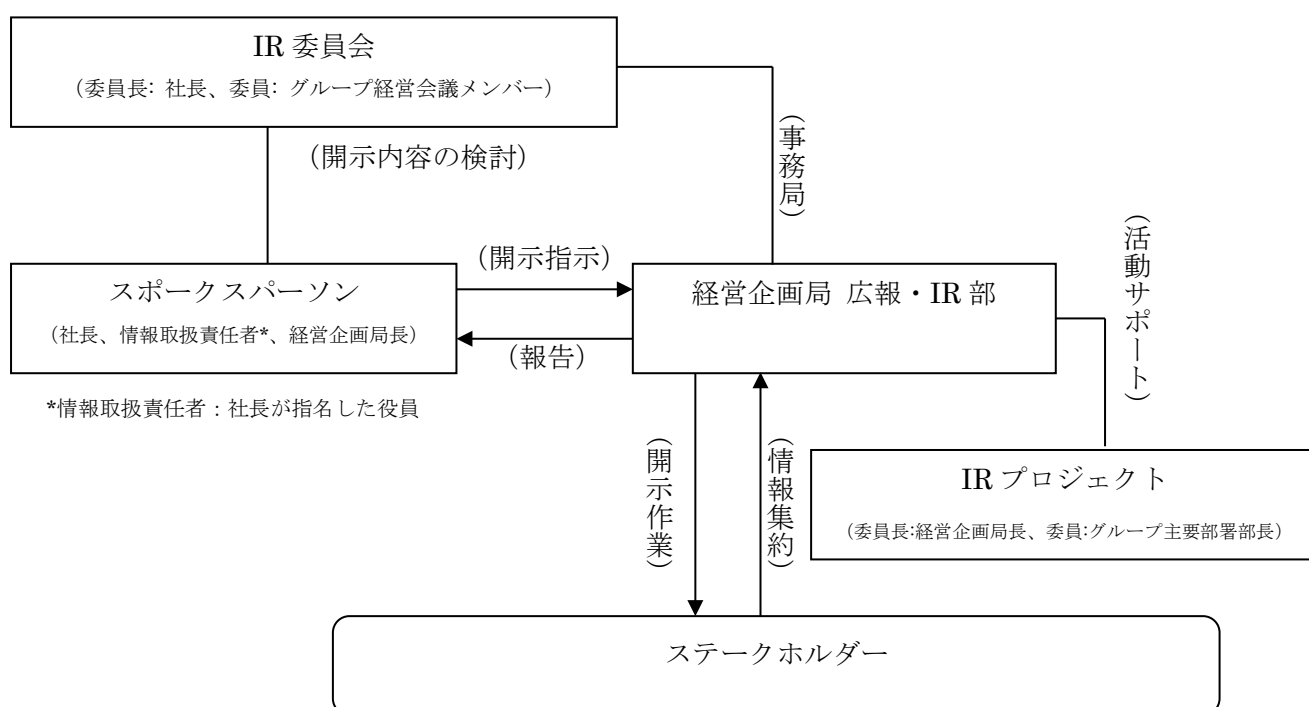 IR 委員会
（委員長: 社長、委員: グループ経営会議メンバー）
（開示内容の検討）
（事務局）
（活動サポート）
スポークスパーソン
（社長、情報取扱責任者*、経営企画局長）
（開示指示）
（報告）
経営企画局 広報・IR 部
*情報取扱責任者：社長が指名した役員
（開示作業）
（情報集約）
IR プロジェクト
（委員長:経営企画局長、委員:グループ主要部署部長）
ステークホルダー